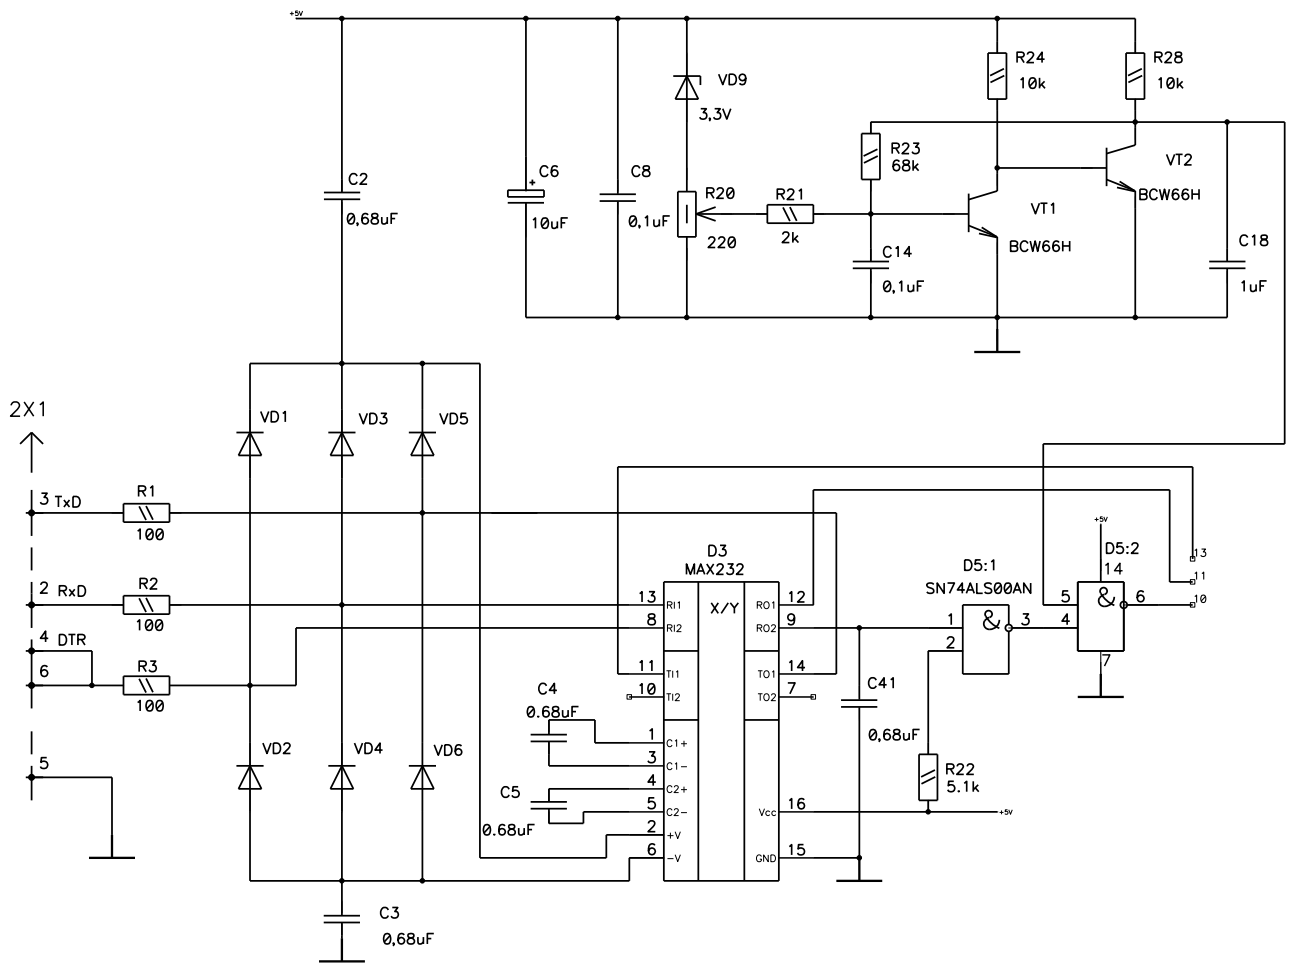 +5V
R24
10k
R28
10k
VD9
3,3V
C2
0,68uF
+
C6
10uF
C8
0,1uF
R20
220
R21
2k
R23
68k
C14
0,1uF
VT1
BCW66H
VT2
BCW66H
C18
1uF
2X1
VD1
VD3
VD5
3 TxD
R1
100
2 RxD
R2
100
4 DTR
6
R3
100
5
VD2
VD4
VD6
C3
0,68uF
D3
MAX232
X/Y
13 RI1
8 RI2
11 TI1
10 TI2
1 C1+
3 C1-
4 C2+
5 C2-
2 +V
6 -V
RO1 12
RO2 9
TO1 14
TO2 7
Vcc 16
GND 15
C4
0.68uF
C5
0.68uF
C41
0,68uF
D5:1
SN74ALS00AN
&
1
2
3
R22
5.1k
+5V
+5V
D5:2
14
&
5
4
6
7
13
11
10